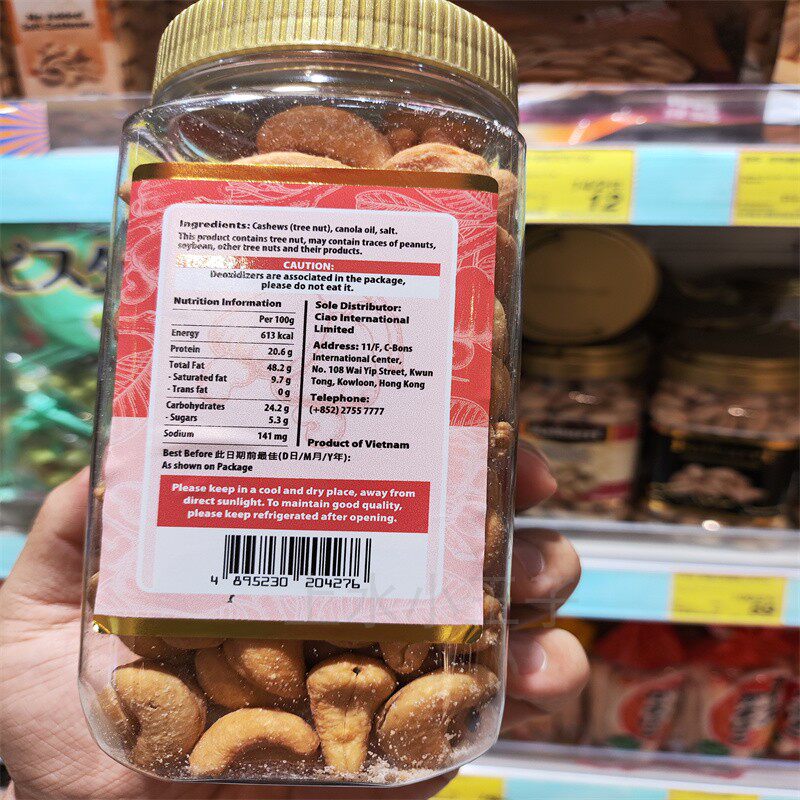 Ingredients: Cashews (tree nut), canola oil, salt.
This product contains tree nut, may contain traces of peanuts,
soybean, other tree nuts and their products.
CAUTION:
Deoxidizers are associated in the package,
please do not eat it.
Nutrition Information
Per 100g
Energy 613 kcal
Protein 20.6 g
Total Fat 48.2 g
- Saturated fat 9.7 g
- Trans fat 0 g
Carbohydrates 24.2 g
- Sugars 5.3 g
Sodium 141 mg
Sole Distributor:
Ciao International
Limited
Address: 11/F, C-Bons
International Center,
No. 108 Wai Yip Street, Kwun
Tong, Kowloon, Hong Kong
Telephone:
(+852) 2755 7777
Product of Vietnam
Best Before 此日期前最佳(D日/M月/Y年):
As shown on Package
Please keep in a cool and dry place, away from
direct sunlight. To maintain good quality,
please keep refrigerated after opening.
4 895230 204276
12
ピスタ